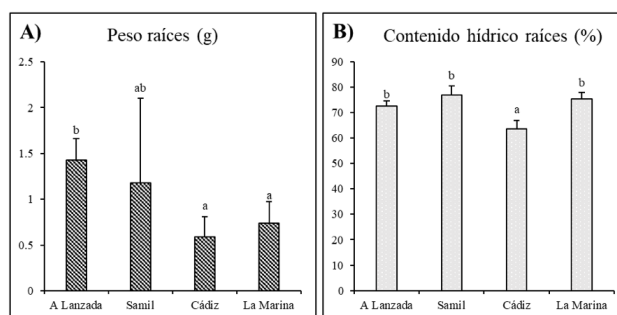 A)
Peso raíces (g)
2.5
2
1.5
1
0.5
0
b
ab
a
a
A Lanzada
Samil
Cádiz
La Marina
B)
Contenido hídrico raíces (%)
90
80
70
60
50
40
30
20
10
0
b
b
a
b
A Lanzada
Samil
Cádiz
La Marina